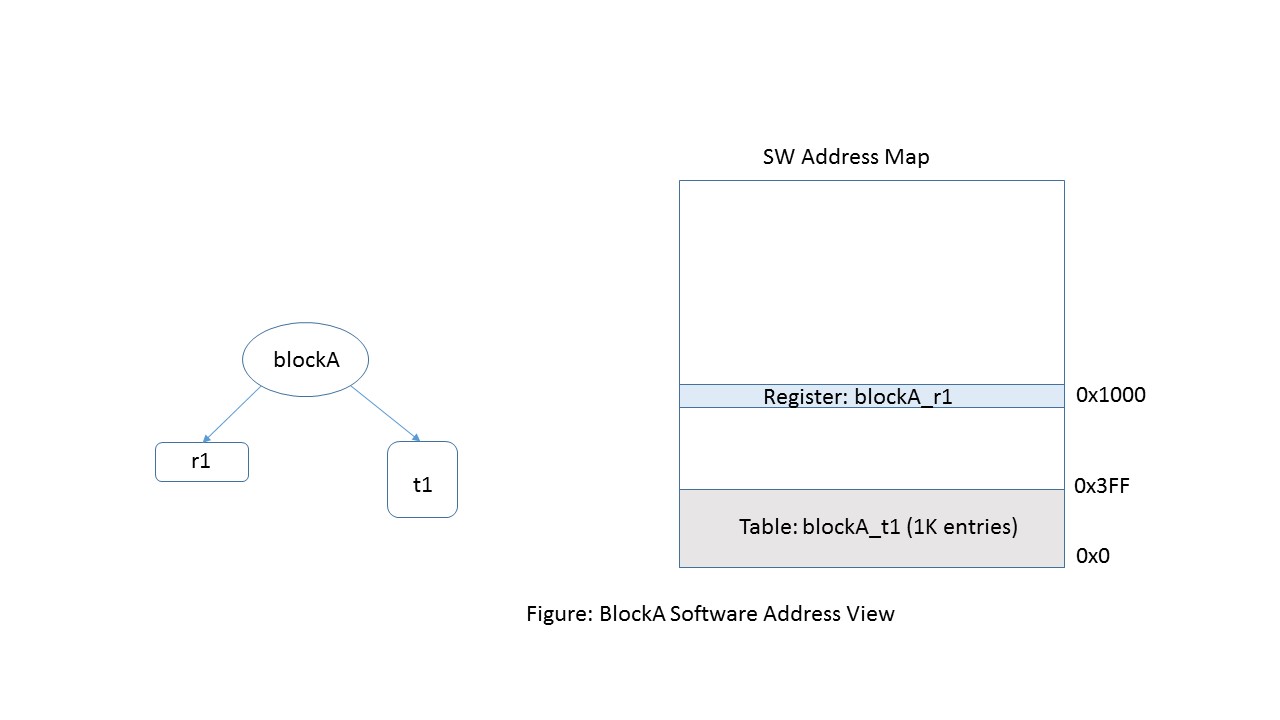 SW Address Map
blockA
r1
t1
Register: blockA_r1
0x1000
0x3FF
Table: blockA_t1 (1K entries)
0x0
Figure: BlockA Software Address View